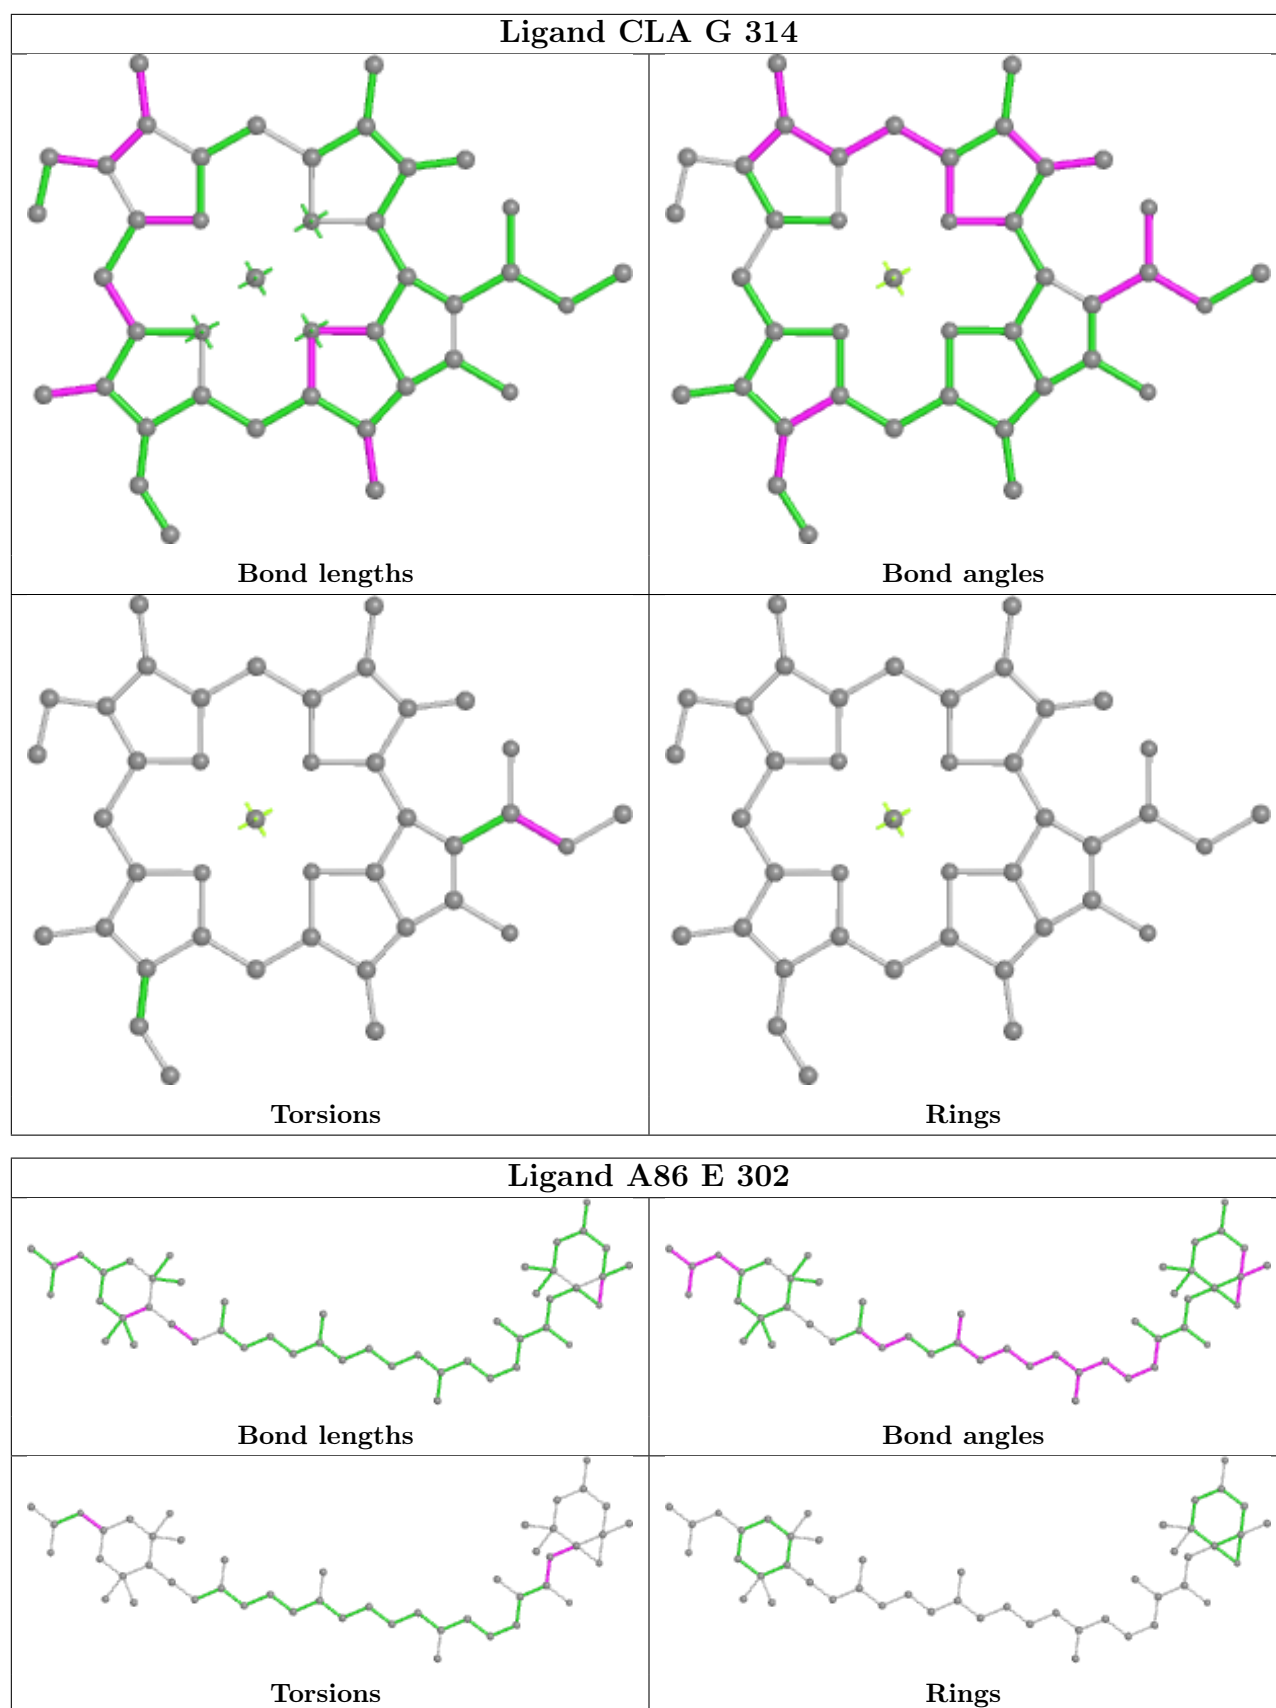 Ligand CLA G 314
Bond lengths
Bond angles
Torsions
Rings
Ligand A86 E 302
Bond lengths
Bond angles
Torsions
Rings